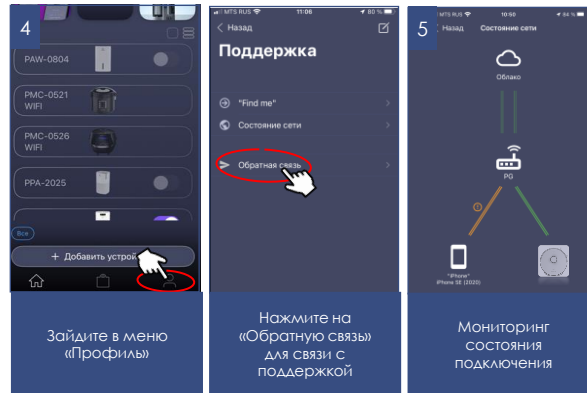 4
PAW-0804
PMC-0521
WIFI
PMC-0526
WIFI
PPA-2025
Все
+ Добавить устрой
Зайдите в меню
«Профиль»
MTS RUS 11:06 80 %
Назад
Поддержка
"Find me"
Состояние сети
Обратная связь
Нажмите на
«Обратную связь»
для связи с
поддержкой
5
MTS RUS 10:50 84 %
Назад Состояние сети
Облако
PG
"iPhone"
iPhone SE (2020)
Мониторинг
состояния
подключения